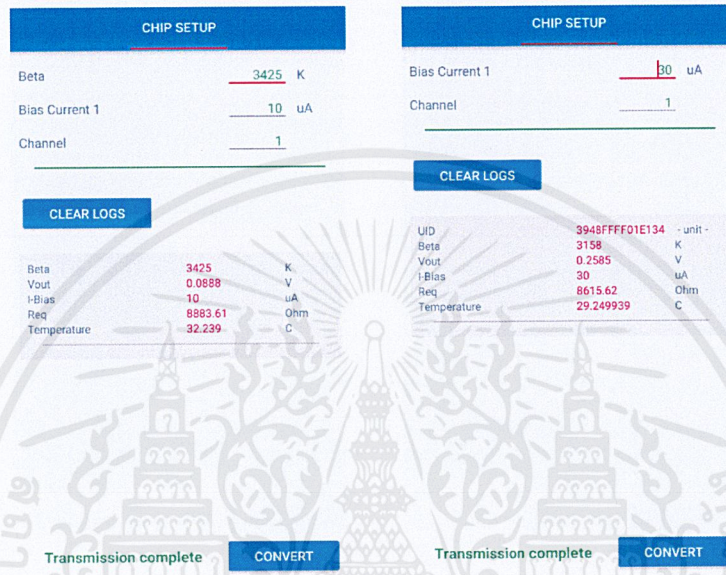 CHIP SETUP
Beta 3425 K
Bias Current 1 10 uA
Channel 1
CLEAR LOGS
Beta 3425 K
Vout 0.0888 V
I-Bias 10 uA
Req 8883.61 Ohm
Temperature 32.239 C
Transmission complete CONVERT
CHIP SETUP
Bias Current 1 30 uA
Channel 1
CLEAR LOGS
UID 3948FFFF01E134 - unit -
Beta 3158 K
Vout 0.2585 V
I-Bias 30 uA
Req 8615.62 Ohm
Temperature 29.249939 C
Transmission complete CONVERT